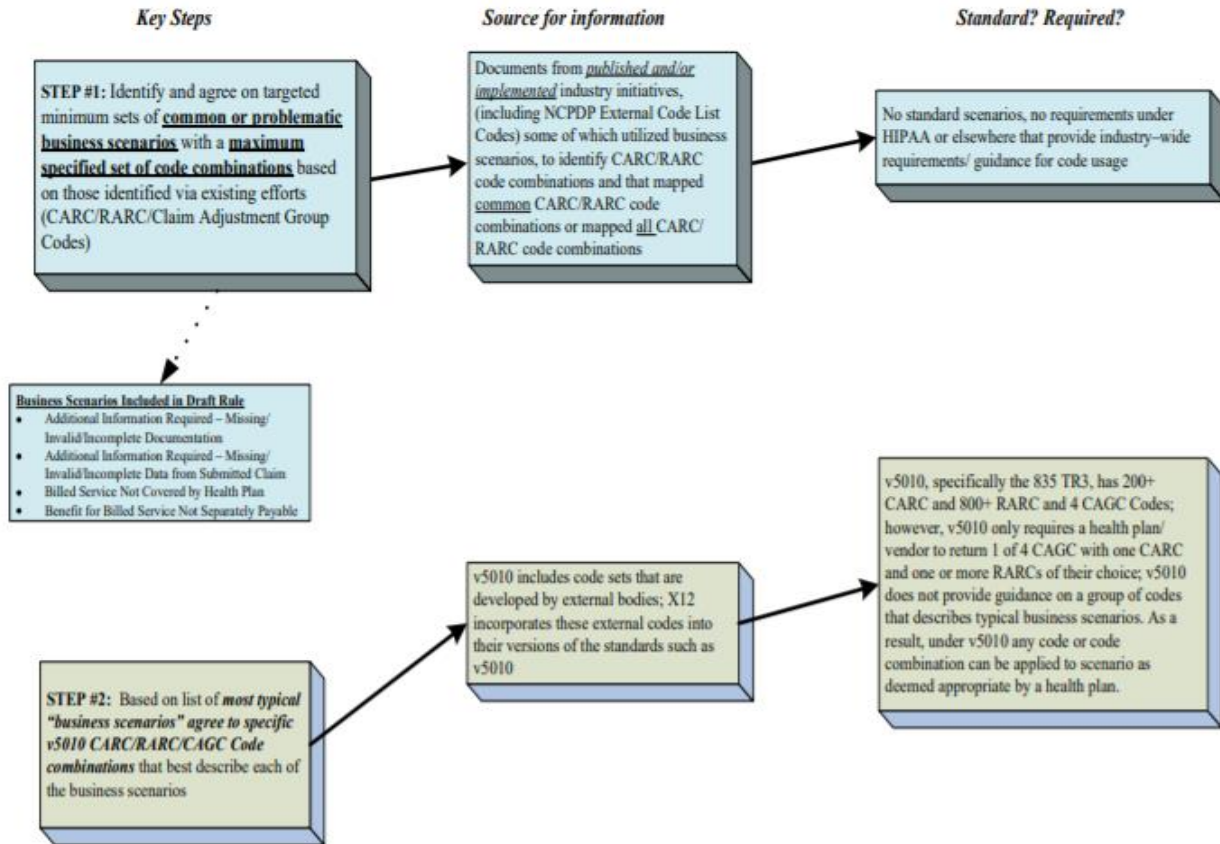 Key Steps
Source for information
Standard? Required?
STEP #1: Identify and agree on targeted
minimum sets of common or problematic
business scenarios with a maximum
specified set of code combinations based
on those identified via existing efforts
(CARC/RARC/Claim Adjustment Group
Codes)
Documents from published and/or
implemented industry initiatives,
(including NCPDP External Code List
Codes) some of which utilized business
scenarios, to identify CARC/RARC
code combinations and that mapped
common CARC/RARC code
combinations or mapped all CARC/
RARC code combinations
No standard scenarios, no requirements under
HIPAA or elsewhere that provide industry–wide
requirements/ guidance for code usage
Business Scenarios Included in Draft Rule
• Additional Information Required – Missing/
Invalid/Incomplete Documentation
• Additional Information Required – Missing/
Invalid/Incomplete Data from Submitted Claim
• Billed Service Not Covered by Health Plan
• Benefit for Billed Service Not Separately Payable
STEP #2: Based on list of most typical
“business scenarios” agree to specific
v5010 CARC/RARC/CAGC Code
combinations that best describe each of
the business scenarios
v5010 includes code sets that are
developed by external bodies; X12
incorporates these external codes into
their versions of the standards such as
v5010
v5010, specifically the 835 TR3, has 200+
CARC and 800+ RARC and 4 CAGC Codes;
however, v5010 only requires a health plan/
vendor to return 1 of 4 CAGC with one CARC
and one or more RARCs of their choice; v5010
does not provide guidance on a group of codes
that describes typical business scenarios. As a
result, under v5010 any code or code
combination can be applied to scenario as
deemed appropriate by a health plan.